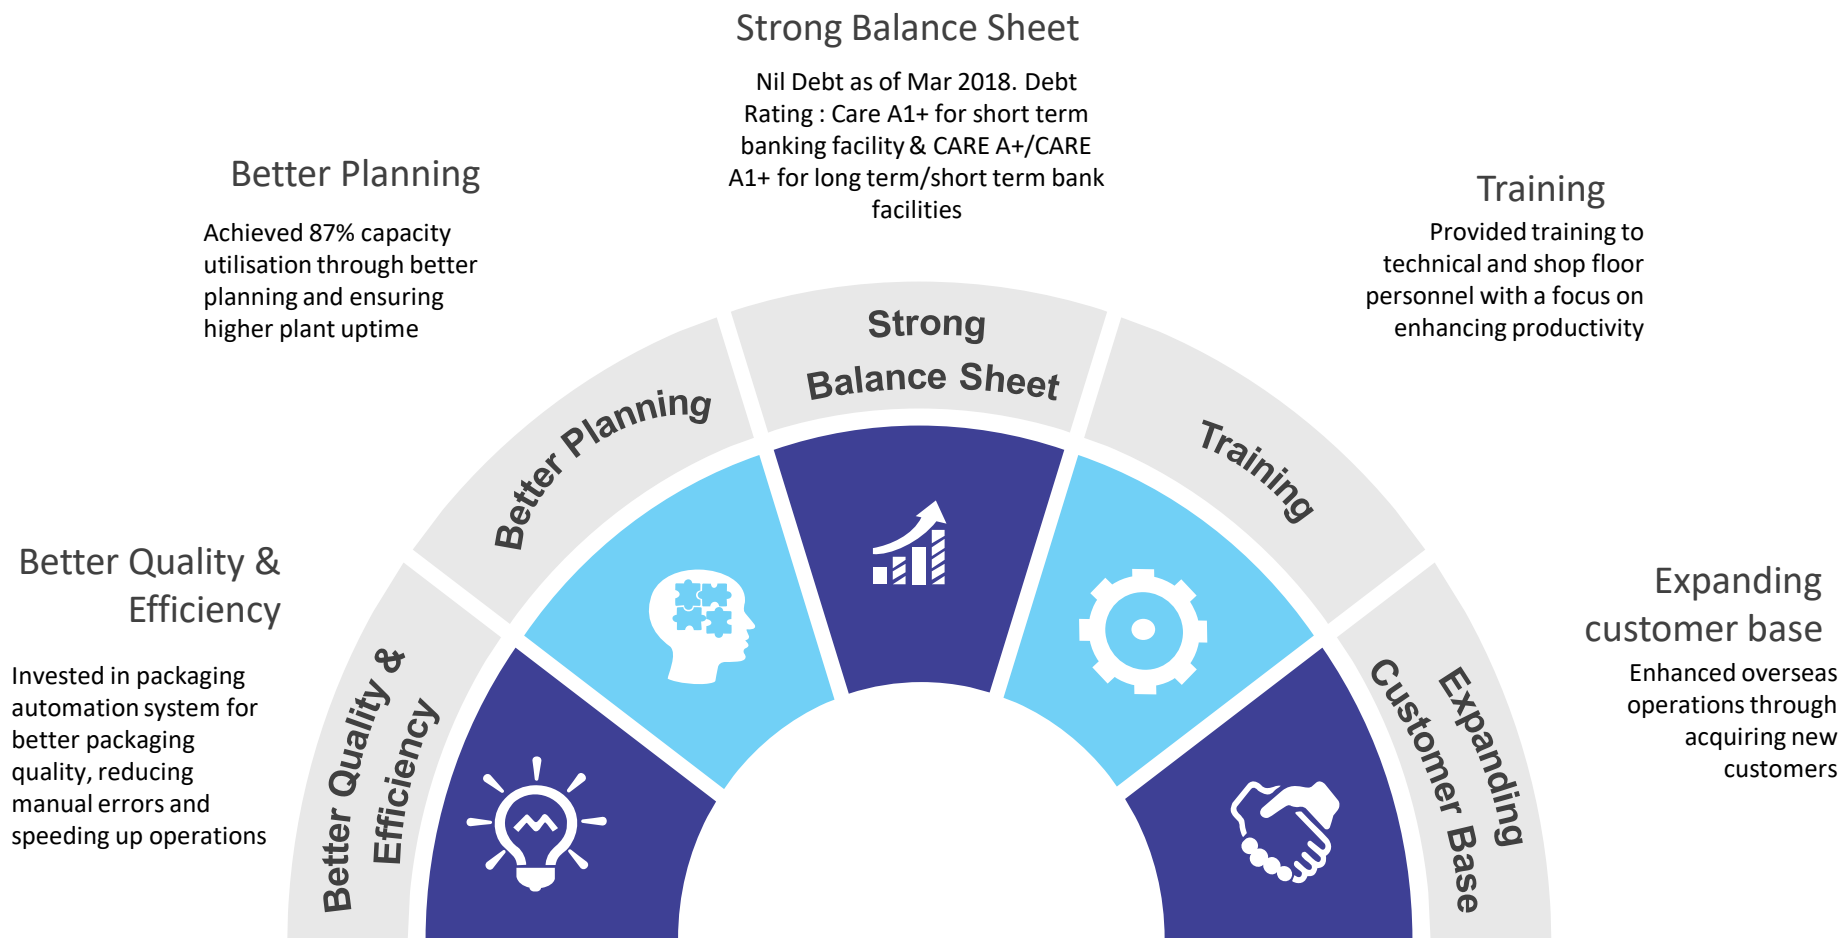 Strong Balance Sheet
Nil Debt as of Mar 2018. Debt
Rating : Care A1+ for short term
banking facility & CARE A+/CARE
A1+ for long term/short term bank
facilities
Better Planning
Achieved 87% capacity
utilisation through better
planning and ensuring
higher plant uptime
Training
Provided training to
technical and shop floor
personnel with a focus on
enhancing productivity
Better Quality &
Efficiency
Invested in packaging
automation system for
better packaging
quality, reducing
manual errors and
speeding up operations
Expanding
customer base
Enhanced overseas
operations through
acquiring new
customers
Better Quality &
Efficiency
Better Planning
Strong
Balance Sheet
Training
Expanding
Customer Base